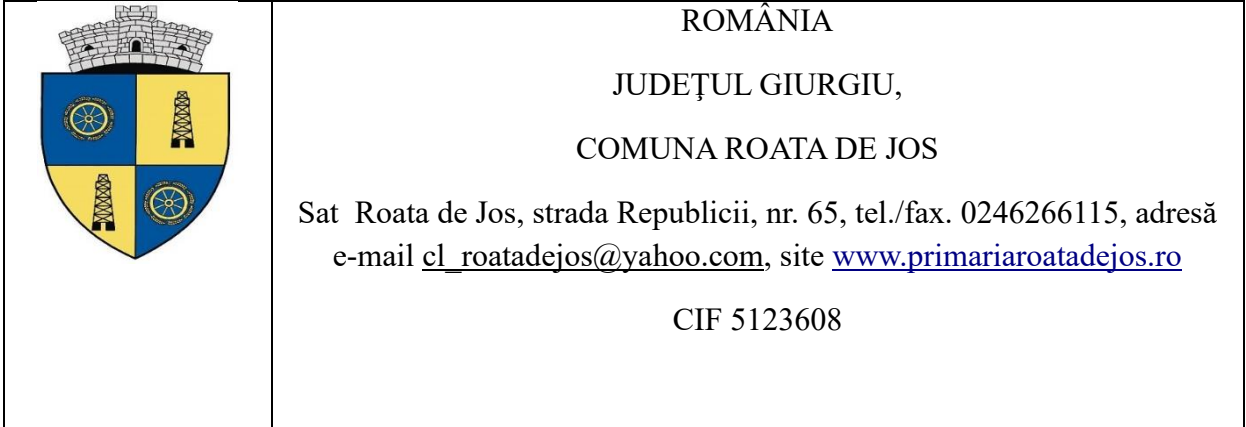 ROMÂNIA
JUDEŢUL GIURGIU,
COMUNA ROATA DE JOS
Sat Roata de Jos, strada Republicii, nr. 65, tel./fax. 0246266115, adresă
e-mail cl_roatadejos@yahoo.com, site www.primariaroatadejos.ro
CIF 5123608